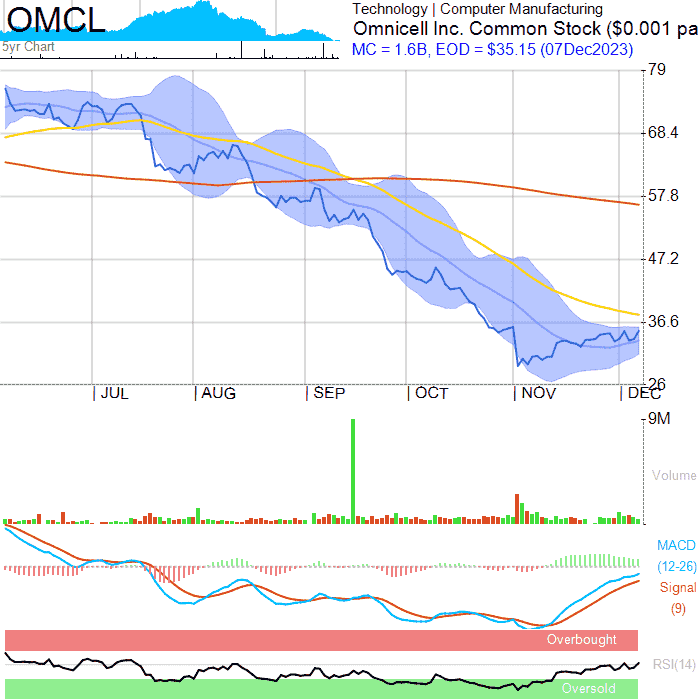 OMCL
5yr Chart
Technology | Computer Manufacturing
Omnicell Inc. Common Stock ($0.001 pa
MC = 1.6B, EOD = $35.15 (07Dec2023)
79
68.4
57.8
47.2
36.6
26
JUL
AUG
SEP
OCT
NOV
DEC
9M
Volume
MACD
(12-26)
Signal
(9)
Overbought
RSI(14)
Oversold